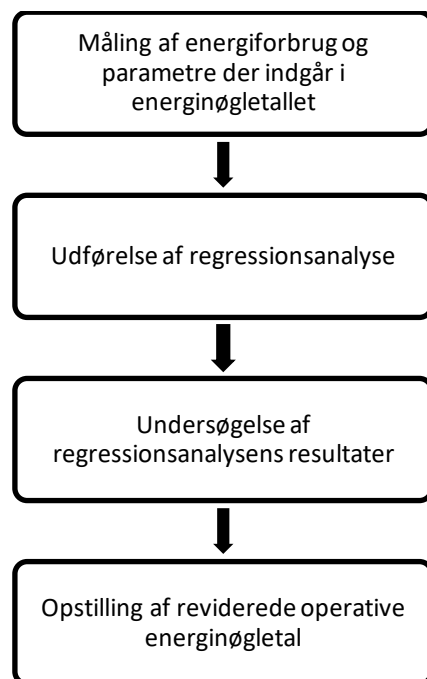 Måling af energiforbrug og
parametre der indgår i
energinøgletallet
Udførelse af regressionsanalyse
Undersøgelse af
regressionsanalysens resultater
Opstilling af reviderede operative
energinøgletal